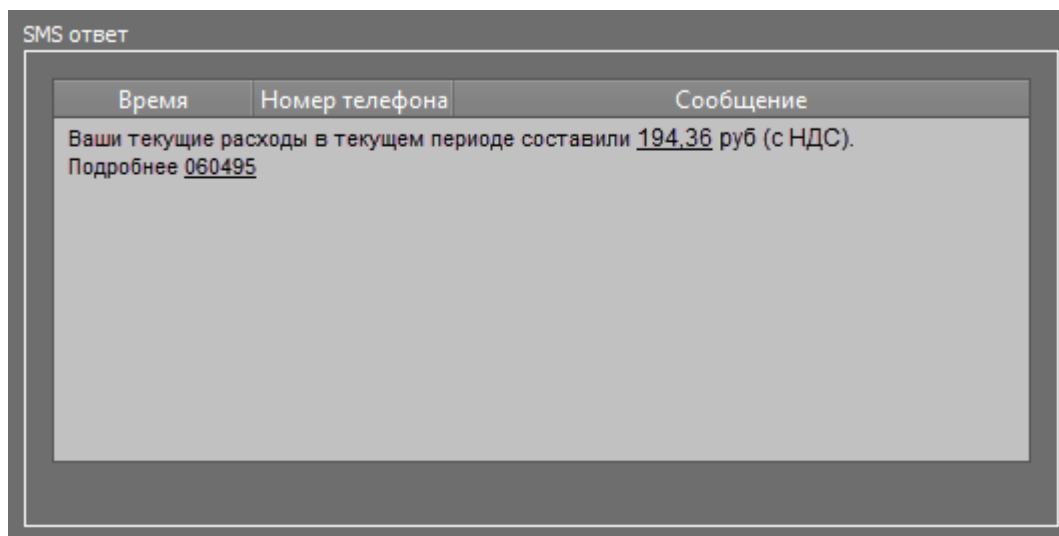 SMS ответ
Время Номер телефона Сообщение
Ваши текущие расходы в текущем периоде составили 194,36 руб (с НДС).
Подробнее 060495